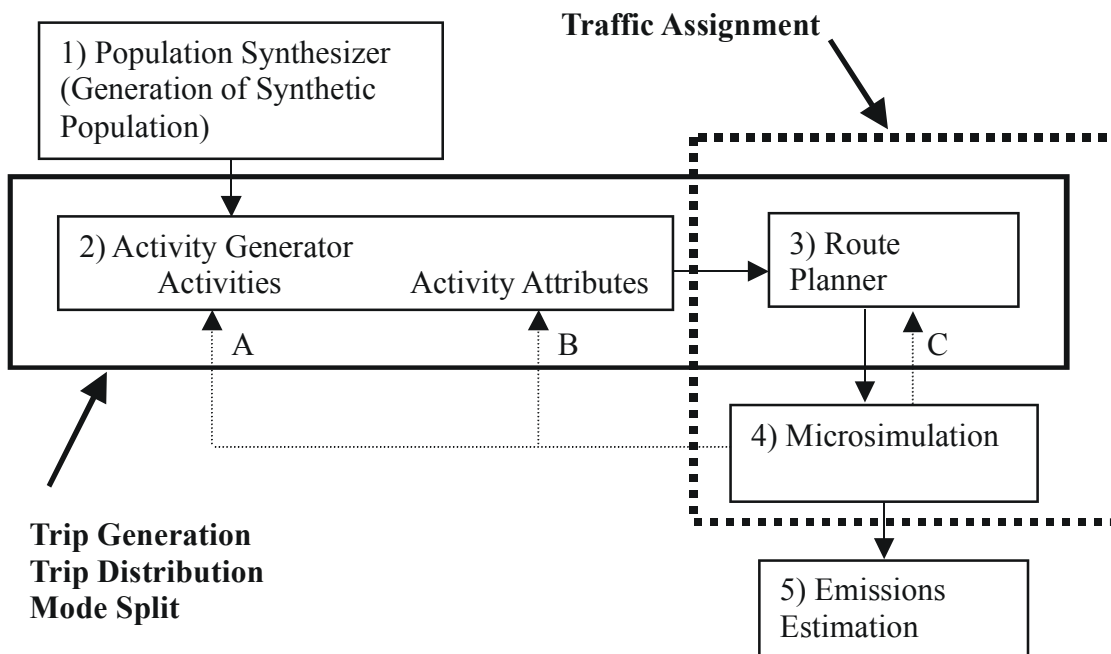 Traffic Assignment
1) Population Synthesizer
(Generation of Synthetic
Population)
2) Activity Generator
Activities
Activity Attributes
3) Route
Planner
A
B
C
4) Microsimulation
Trip Generation
Trip Distribution
Mode Split
5) Emissions
Estimation